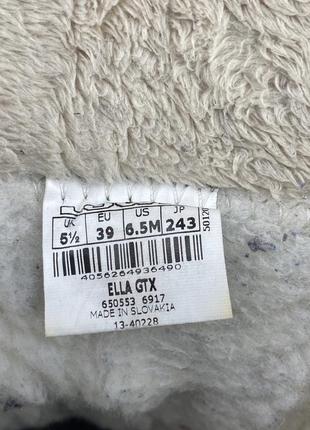 UK EU US JP
5½ 39 6.5M 243
4056264936490
ELLA GTX
650553 6917
MADE IN SLOVAKIA
13-4022B